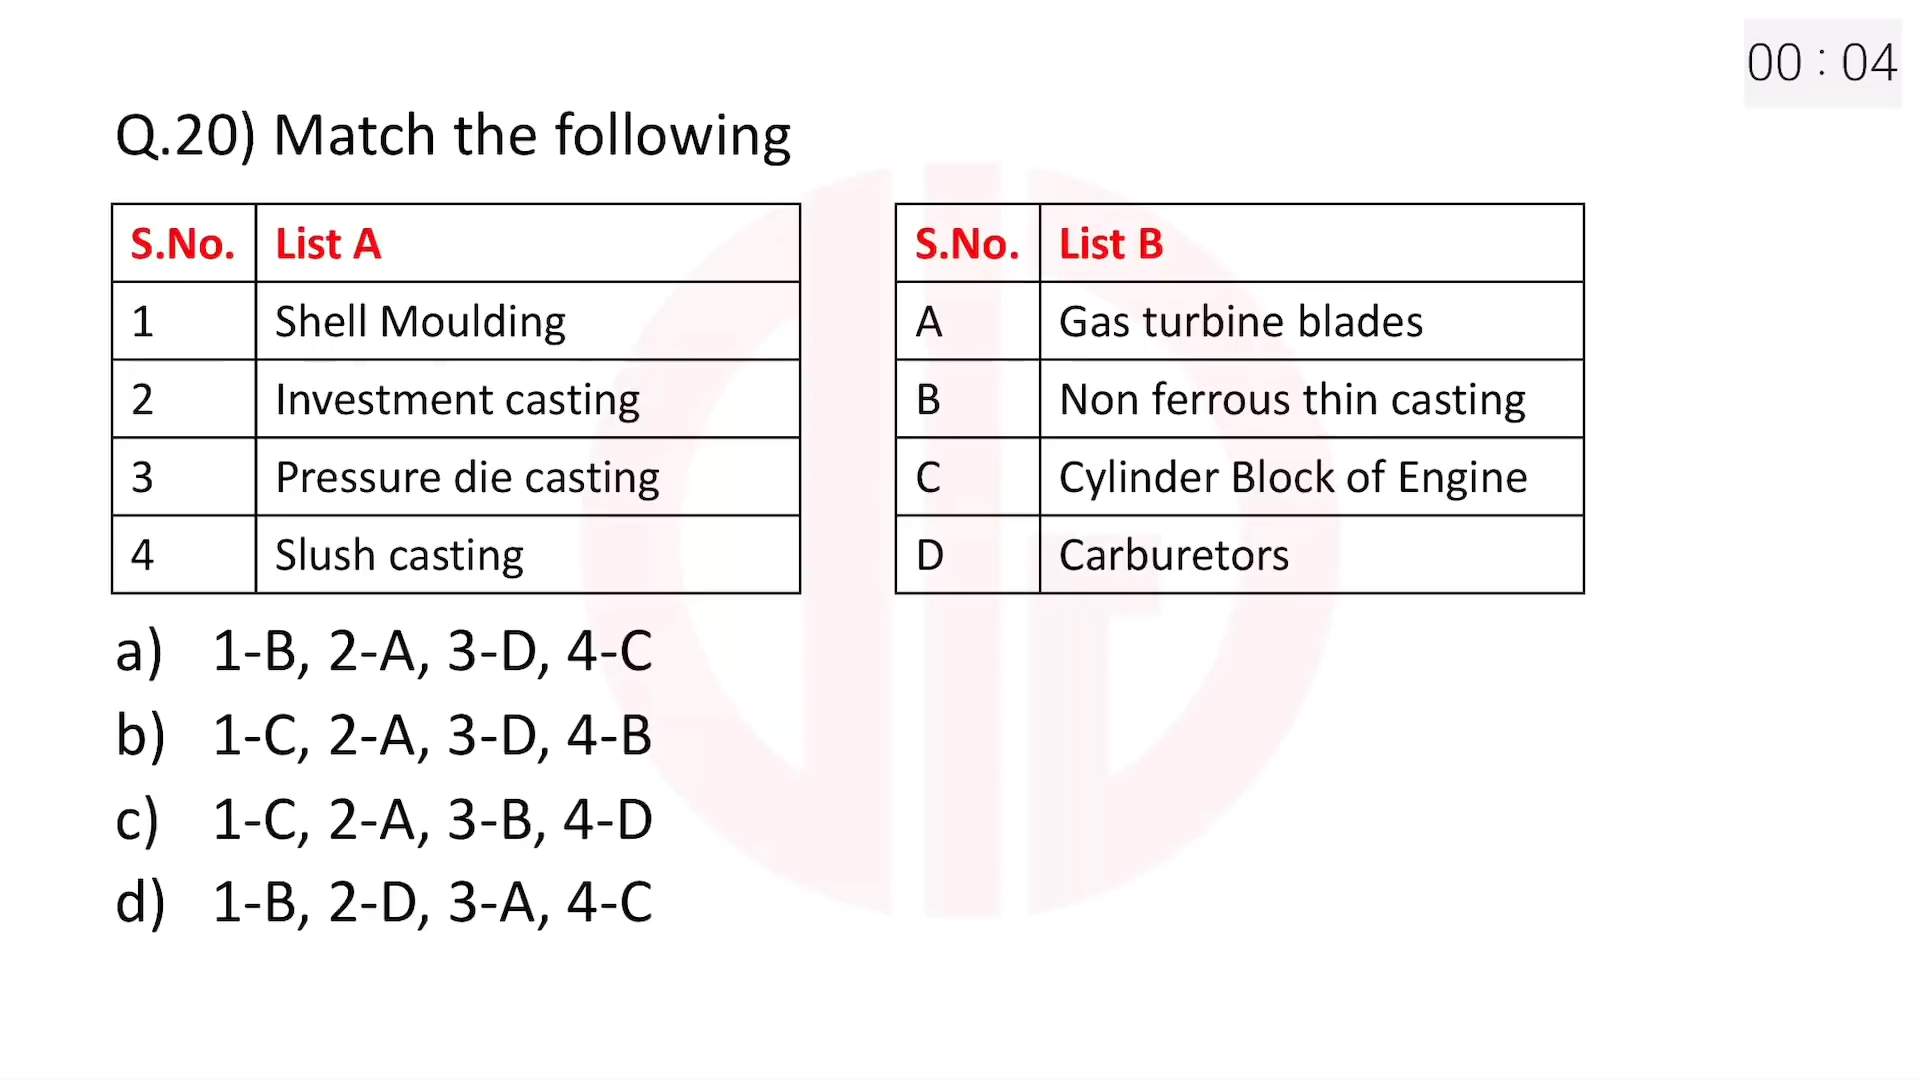 00 : 04
Q.20) Match the following
S.No. List A
1 Shell Moulding
2 Investment casting
3 Pressure die casting
4 Slush casting
S.No. List B
A Gas turbine blades
B Non ferrous thin casting
C Cylinder Block of Engine
D Carburetors
a) 1-B, 2-A, 3-D, 4-C
b) 1-C, 2-A, 3-D, 4-B
c) 1-C, 2-A, 3-B, 4-D
d) 1-B, 2-D, 3-A, 4-C